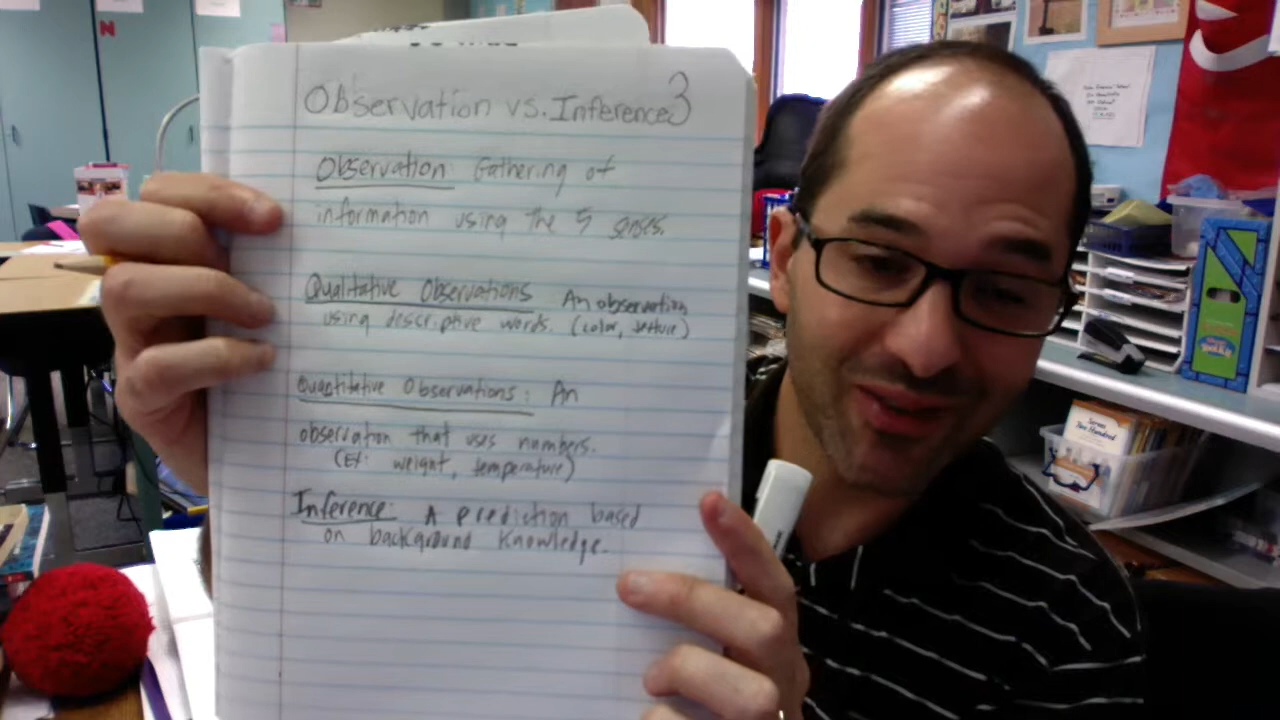 Observation vs. Inference 3
Observation: Gathering of
information using the 5 senses.
Qualitative Observations An observation
using descriptive words. (color, texture)
Quantitative Observations: An
observation that uses numbers.
(Ex: weight, temperature)
Inference: A prediction based
on background knowledge.